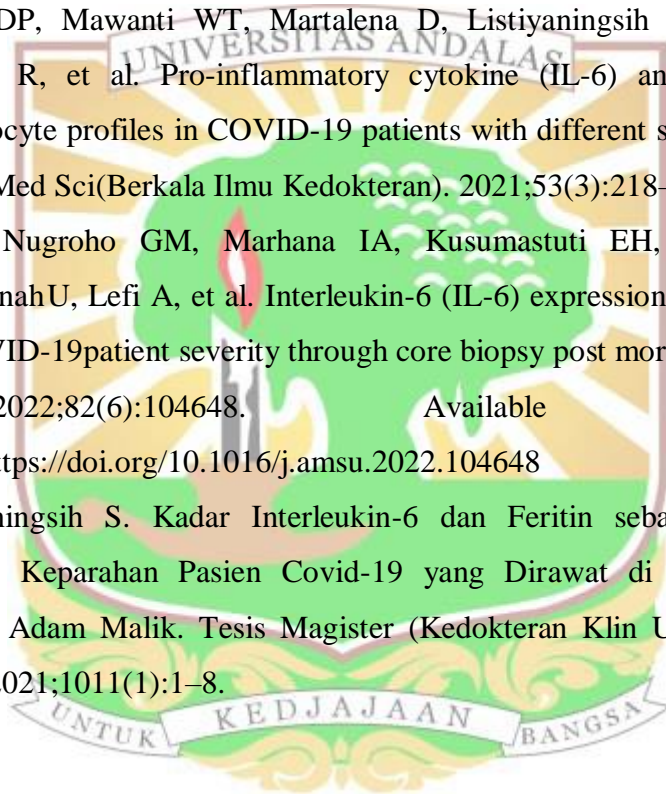 DP, Mawanti WT, Martalena D, Listiyaningsih
UNIVERSITAS ANDALAS
R, et al. Pro-inflammatory cytokine (IL-6) an
ocyte profiles in COVID-19 patients with different s
Med Sci(Berkala Ilmu Kedokteran). 2021;53(3):218–
Nugroho GM, Marhana IA, Kusumastuti EH,
nahU, Lefi A, et al. Interleukin-6 (IL-6) expression
VID-19patient severity through core biopsy post mor
2022;82(6):104648. Available
ttps://doi.org/10.1016/j.amsu.2022.104648
ningsih S. Kadar Interleukin-6 dan Feritin seba
Keparahan Pasien Covid-19 yang Dirawat di
Adam Malik. Tesis Magister (Kedokteran Klin U
2021;1011(1):1–8.
UNTUK KEDJAJAAN BANGSA